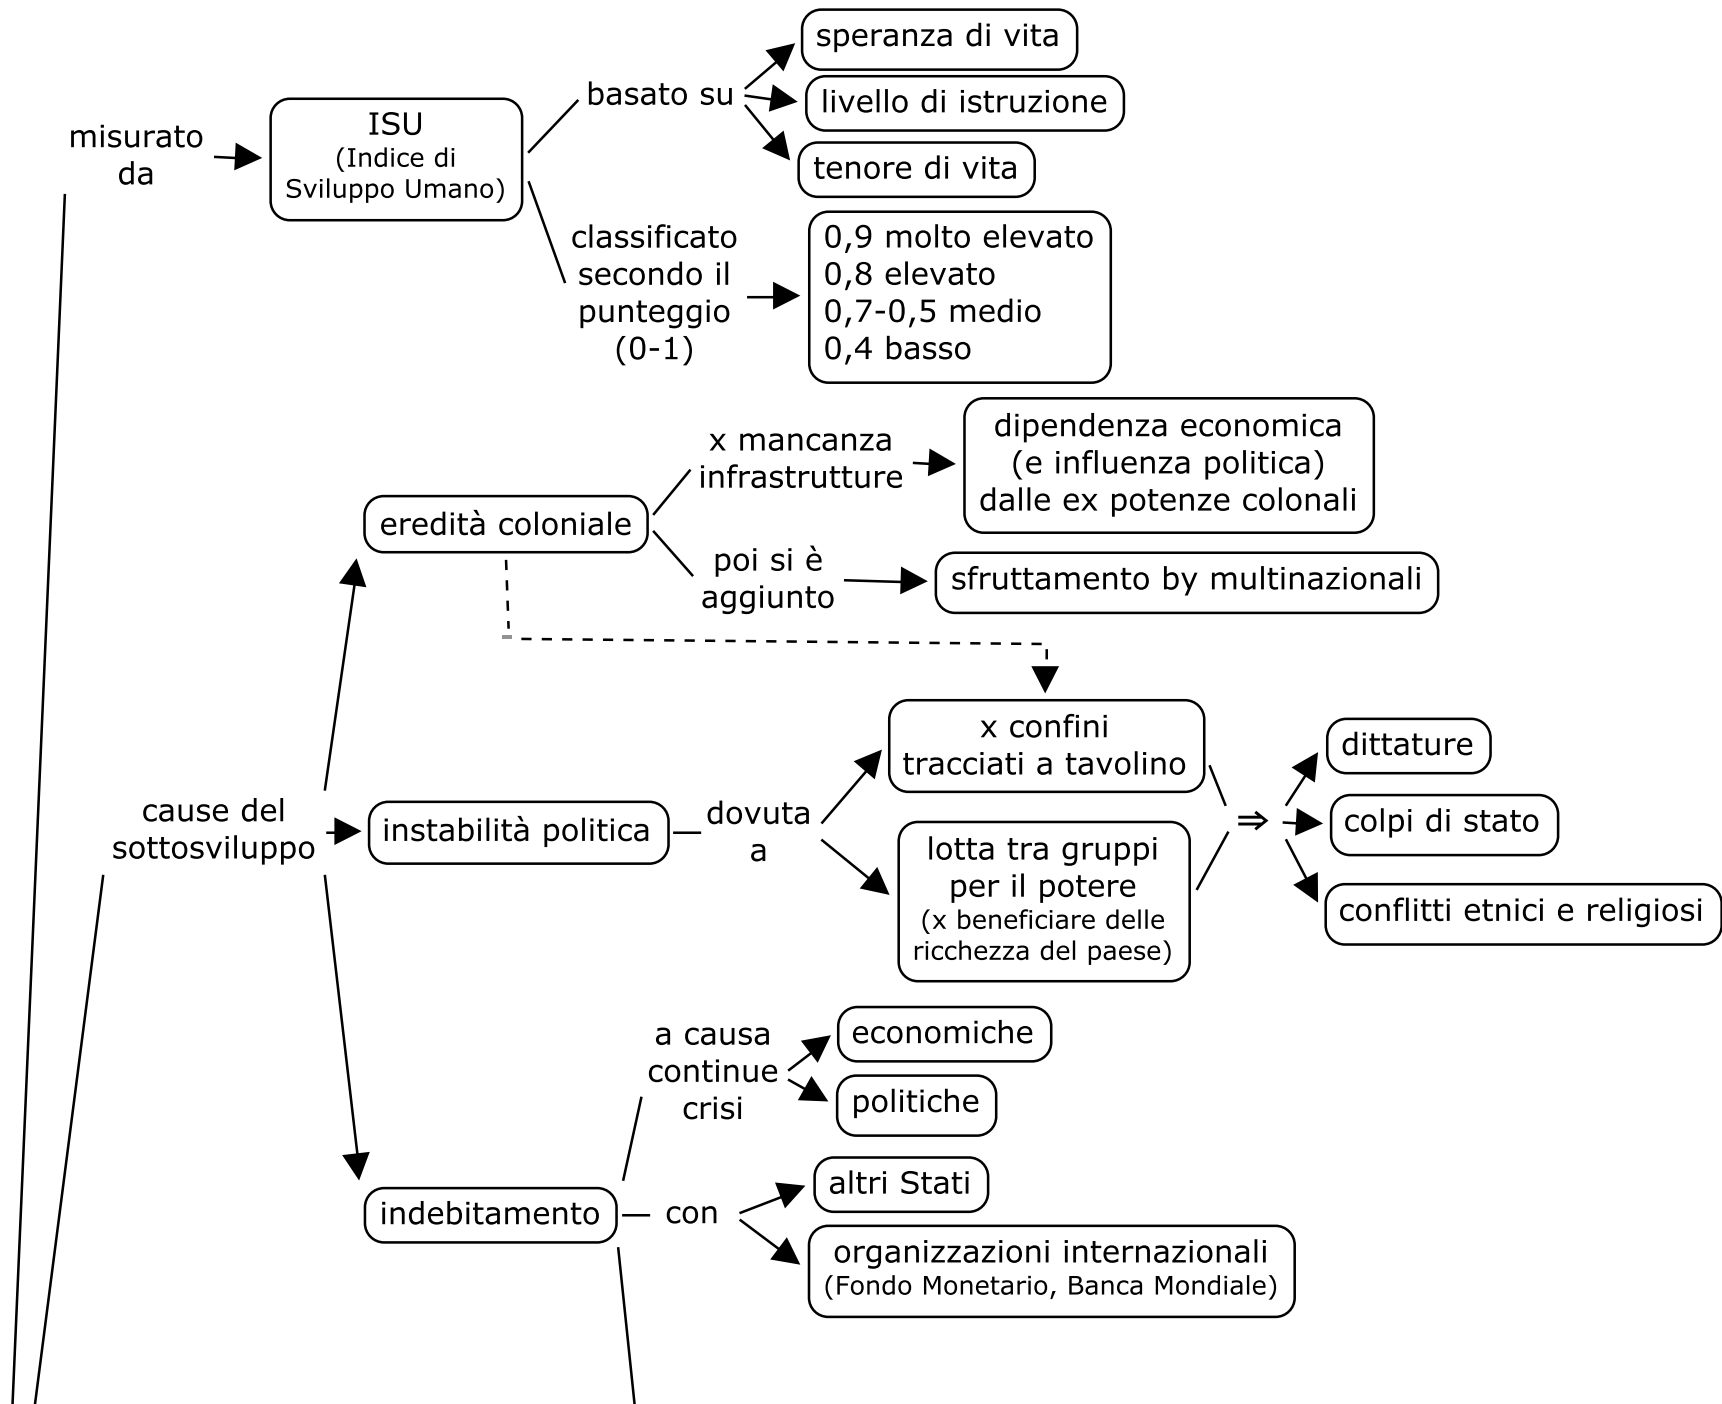 misurato
da
ISU
(Indice di
Sviluppo Umano)
basato su
speranza di vita
livello di istruzione
tenore di vita
classificato
secondo il
punteggio
(0-1)
0,9 molto elevato
0,8 elevato
0,7-0,5 medio
0,4 basso
cause del
sottosviluppo
eredità coloniale
x mancanza
infrastrutture
dipendenza economica
(e influenza politica)
dalle ex potenze colonali
poi si è
aggiunto
sfruttamento by multinazionali
instabilità politica
dovuta
a
x confini
tracciati a tavolino
lotta tra gruppi
per il potere
(x beneficiare delle
ricchezza del paese)
⇒
dittature
colpi di stato
conflitti etnici e religiosi
indebitamento
a causa
continue
crisi
economiche
politiche
con
altri Stati
organizzazioni internazionali
(Fondo Monetario, Banca Mondiale)